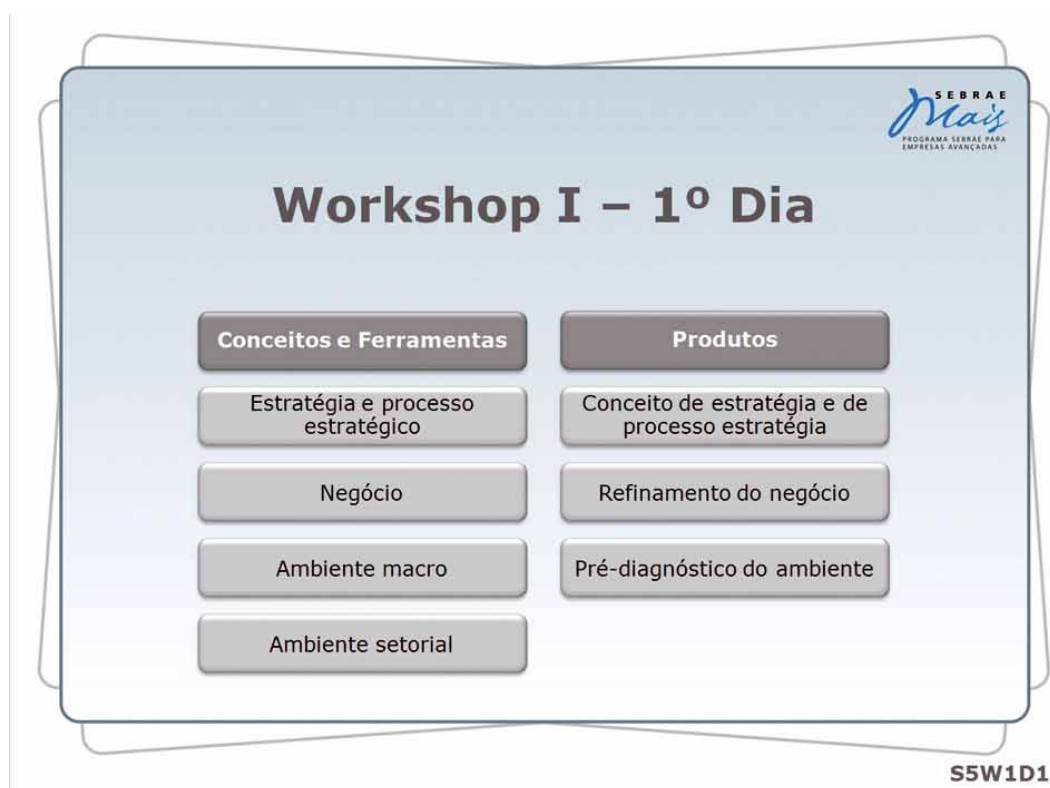 SEBRAE
Mais
PROGRAMA SEBRAE PARA
EMPRESAS AVANÇADAS
Workshop I – 1º Dia
Conceitos e Ferramentas
Produtos
Estratégia e processo
estratégico
Conceito de estratégia e de
processo estratégia
Negócio
Refinamento do negócio
Ambiente macro
Pré-diagnóstico do ambiente
Ambiente setorial
S5W1D1